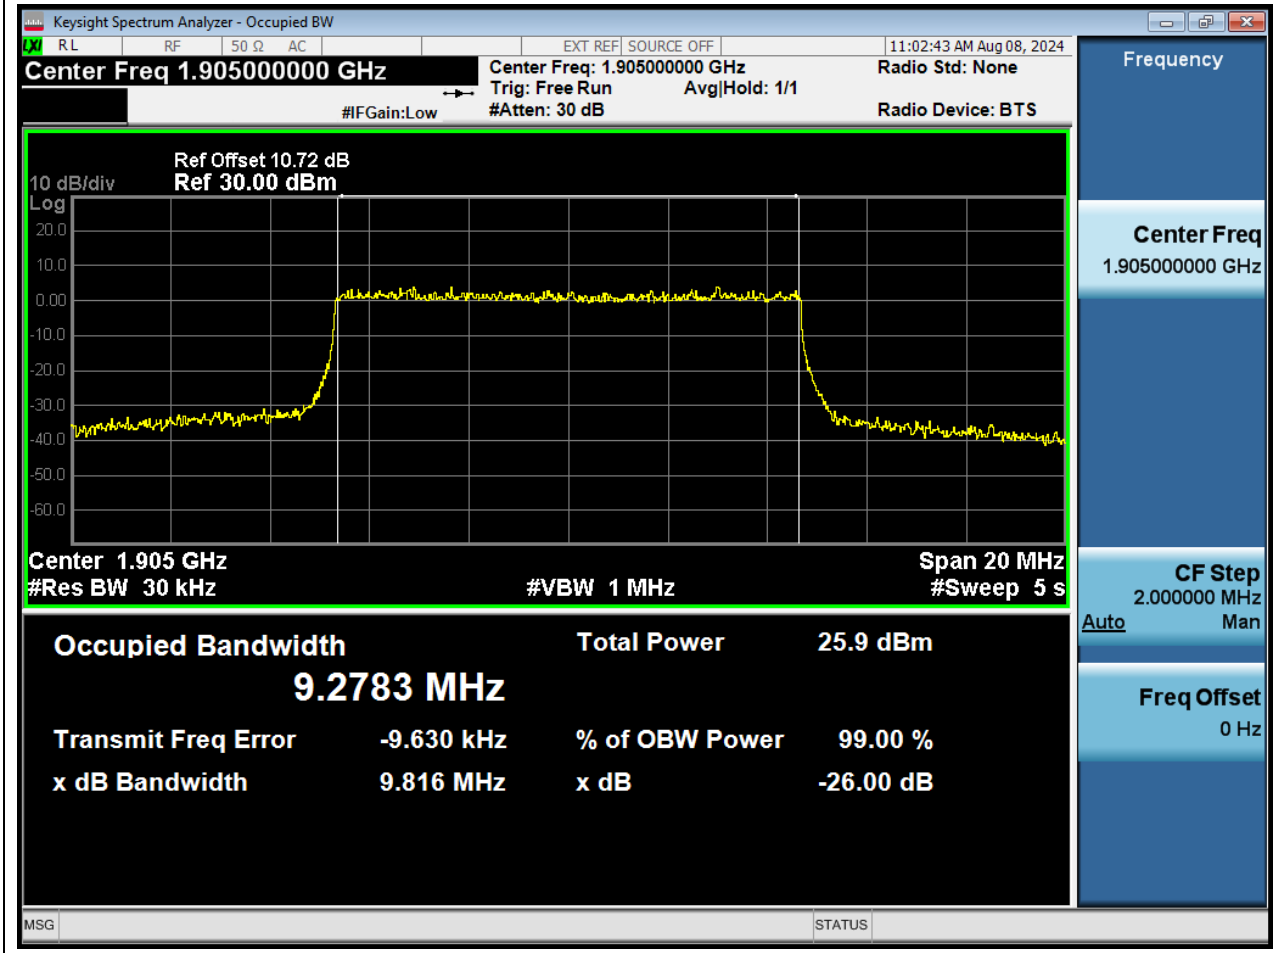 Keysight Spectrum Analyzer - Occupied BW
LXI RL RF 50 Ω AC EXT REF SOURCE OFF 11:02:43 AM Aug 08, 2024
Center Freq 1.905000000 GHz
Center Freq: 1.905000000 GHz
Radio Std: None
Trig: Free Run Avg|Hold: 1/1
#IFGain:Low
#Atten: 30 dB
Radio Device: BTS
Ref Offset 10.72 dB
10 dB/div Ref 30.00 dBm
Log
20.0
10.0
0.00
-10.0
-20.0
-30.0
-40.0
-50.0
-60.0
Center 1.905 GHz Span 20 MHz
#Res BW 30 kHz #VBW 1 MHz #Sweep 5 s
Occupied Bandwidth Total Power 25.9 dBm
9.2783 MHz
Transmit Freq Error -9.630 kHz % of OBW Power 99.00 %
x dB Bandwidth 9.816 MHz x dB -26.00 dB
Frequency
Center Freq
1.905000000 GHz
CF Step
2.000000 MHz
Auto Man
Freq Offset
0 Hz
MSG STATUS